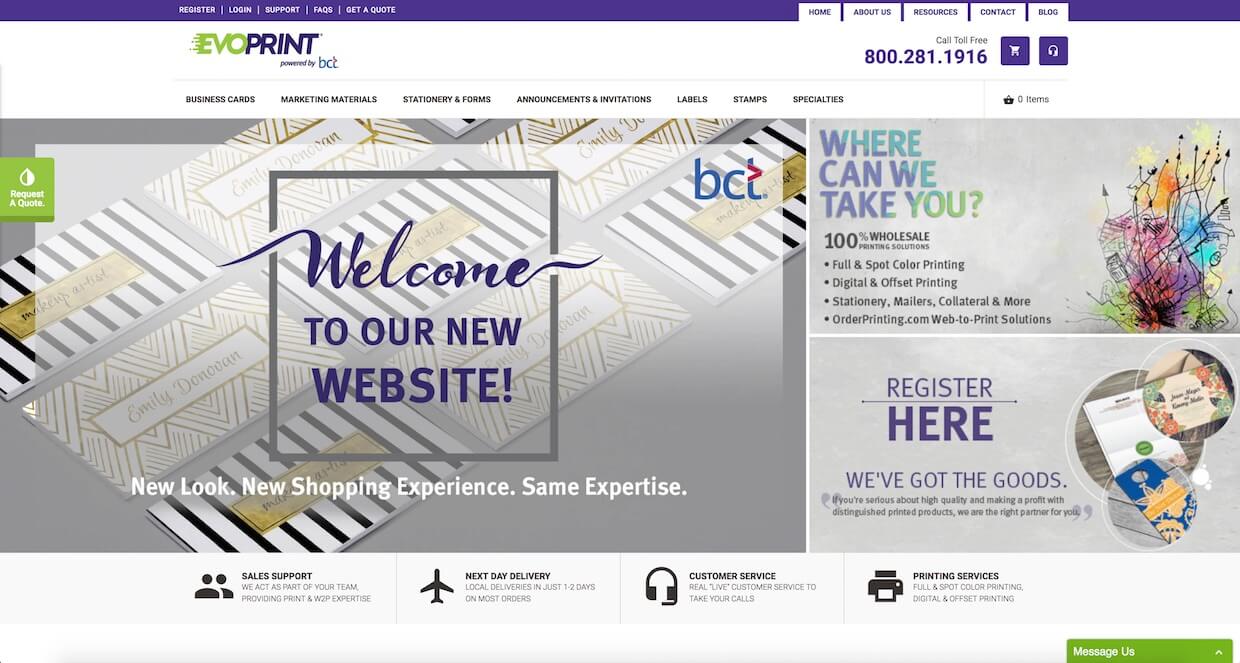 REGISTER | LOGIN | SUPPORT | FAQS | GET A QUOTE
HOME ABOUT US RESOURCES CONTACT BLOG
EVOPRINT
powered by bct
Call Toll Free
800.281.1916
BUSINESS CARDS MARKETING MATERIALS STATIONERY & FORMS ANNOUNCEMENTS & INVITATIONS LABELS STAMPS SPECIALTIES
0 Items
Request
A Quote.
Emily Donovan
Emily Donovan
makeup artist
makeup artist
Emily Donovan
bct
Welcome
TO OUR NEW
WEBSITE!
New Look. New Shopping Experience. Same Expertise.
WHERE
CAN WE
TAKE YOU?
100% WHOLESALE
PRINTING SOLUTIONS
• Full & Spot Color Printing
• Digital & Offset Printing
• Stationery, Mailers, Collateral & More
• OrderPrinting.com Web-to-Print Solutions
REGISTER
HERE
WE'VE GOT THE GOODS.
"If you're serious about high quality and making a profit with
distinguished printed products, we are the right partner for you."
SALES SUPPORT
WE ACT AS PART OF YOUR TEAM,
PROVIDING PRINT & W2P EXPERTISE
NEXT DAY DELIVERY
LOCAL DELIVERIES IN JUST 1-2 DAYS
ON MOST ORDERS
CUSTOMER SERVICE
REAL "LIVE" CUSTOMER SERVICE TO
TAKE YOUR CALLS
PRINTING SERVICES
FULL & SPOT COLOR PRINTING,
DIGITAL & OFFSET PRINTING
Message Us